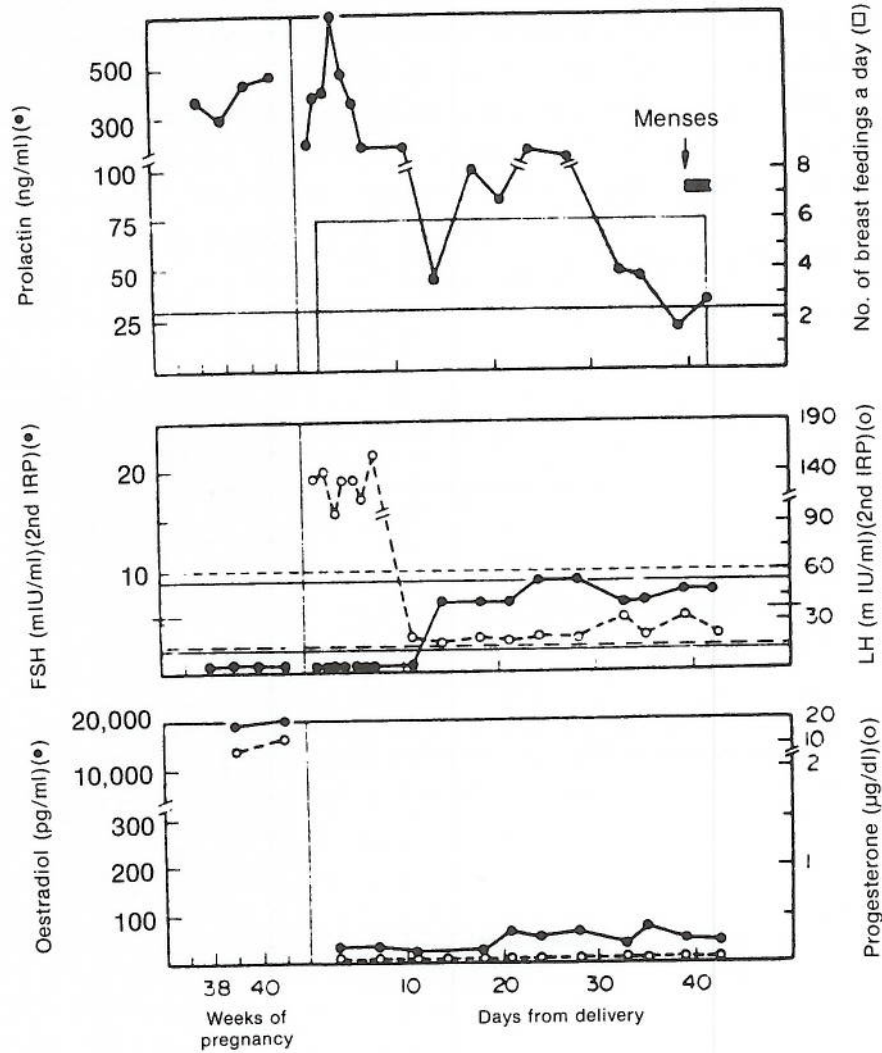 Prolactin (ng/ml)(●)
500
300
100
75
50
25
Menses
No. of breast feedings a day (□)
8
6
4
2
FSH (mIU/ml)(2nd IRP)(●)
20
10
LH (m IU/ml)(2nd IRP)(o)
190
140
90
60
30
Oestradiol (pg/ml)(●)
20,000
10,000
300
200
100
Progesterone (µg/dl)(o)
20
10
2
1
38 40
10 20 30 40
Weeks of
pregnancy
Days from delivery